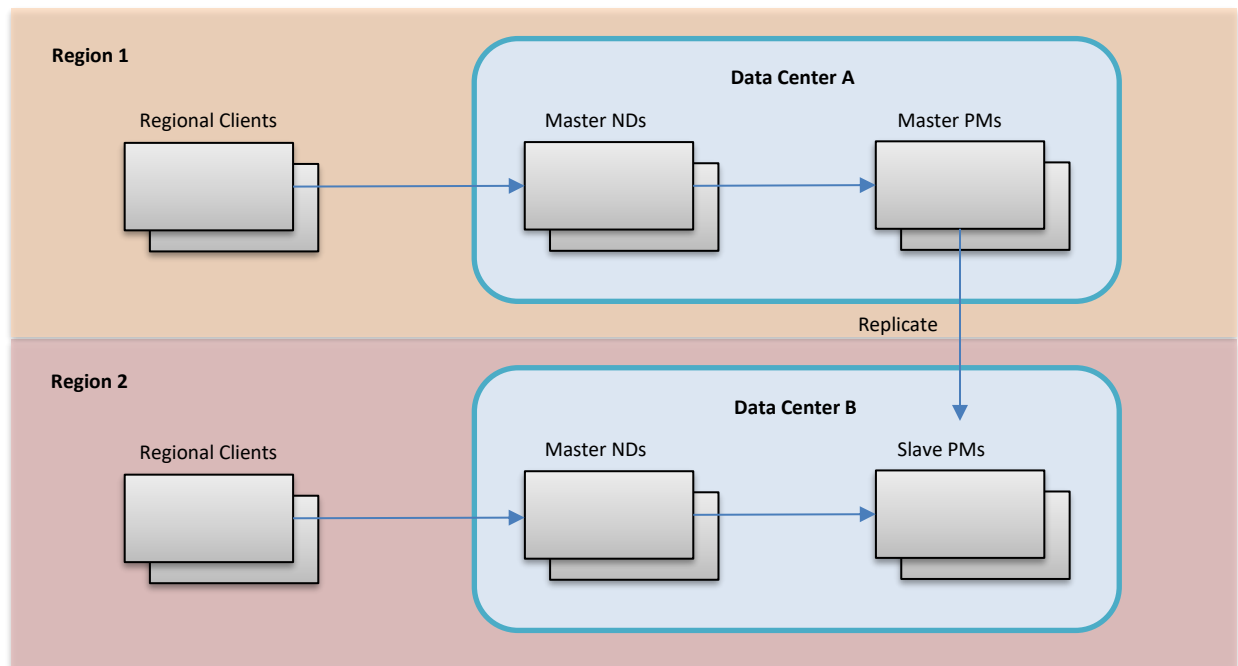 Region 1
Data Center A
Regional Clients
Master NDs
Master PMs
Replicate
Region 2
Data Center B
Regional Clients
Master NDs
Slave PMs